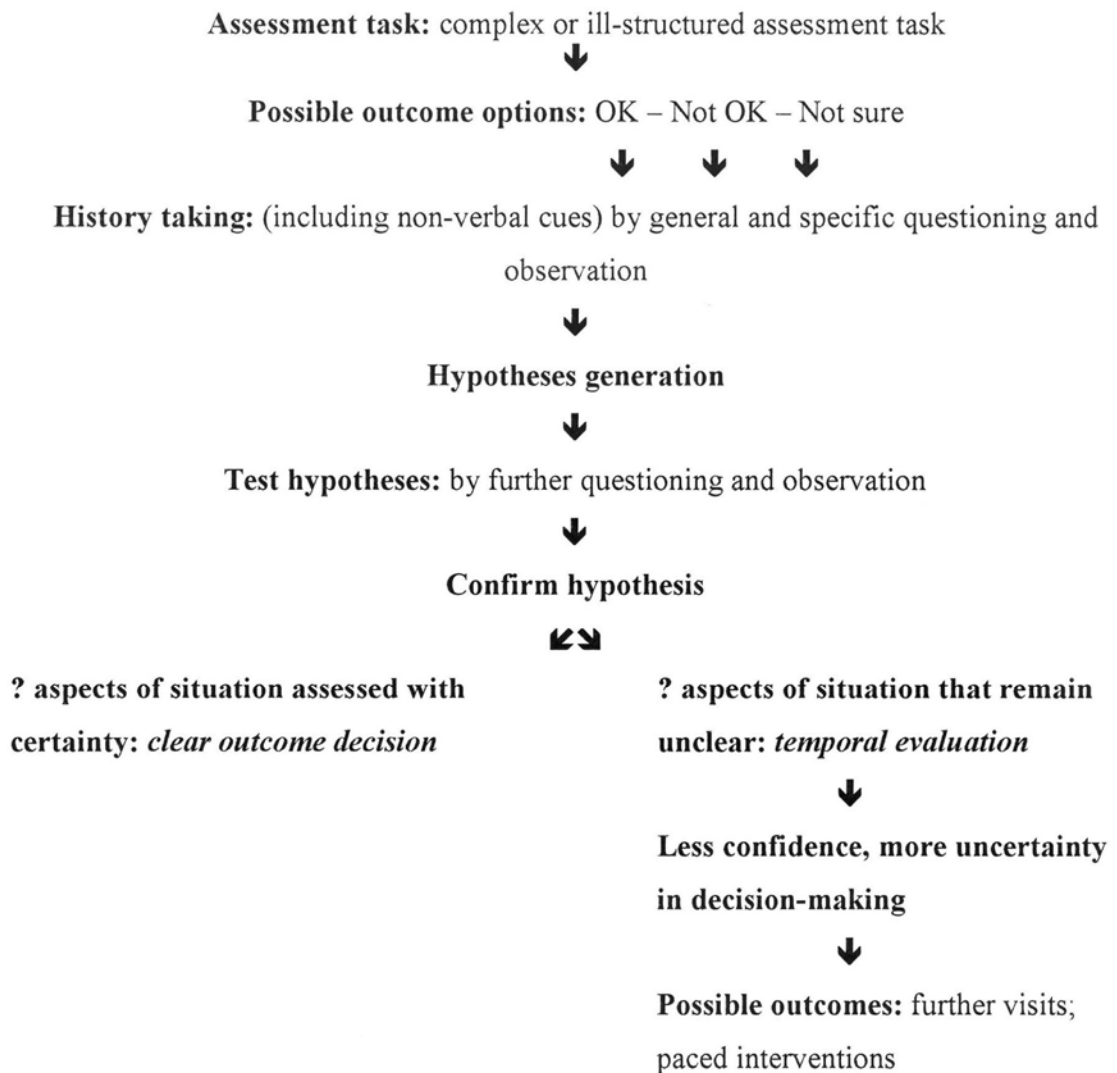 Assessment task: complex or ill-structured assessment task
Possible outcome options: OK – Not OK – Not sure
History taking: (including non-verbal cues) by general and specific questioning and
observation
Hypotheses generation
Test hypotheses: by further questioning and observation
Confirm hypothesis
? aspects of situation assessed with
certainty: clear outcome decision
? aspects of situation that remain
unclear: temporal evaluation
Less confidence, more uncertainty
in decision-making
Possible outcomes: further visits;
paced interventions